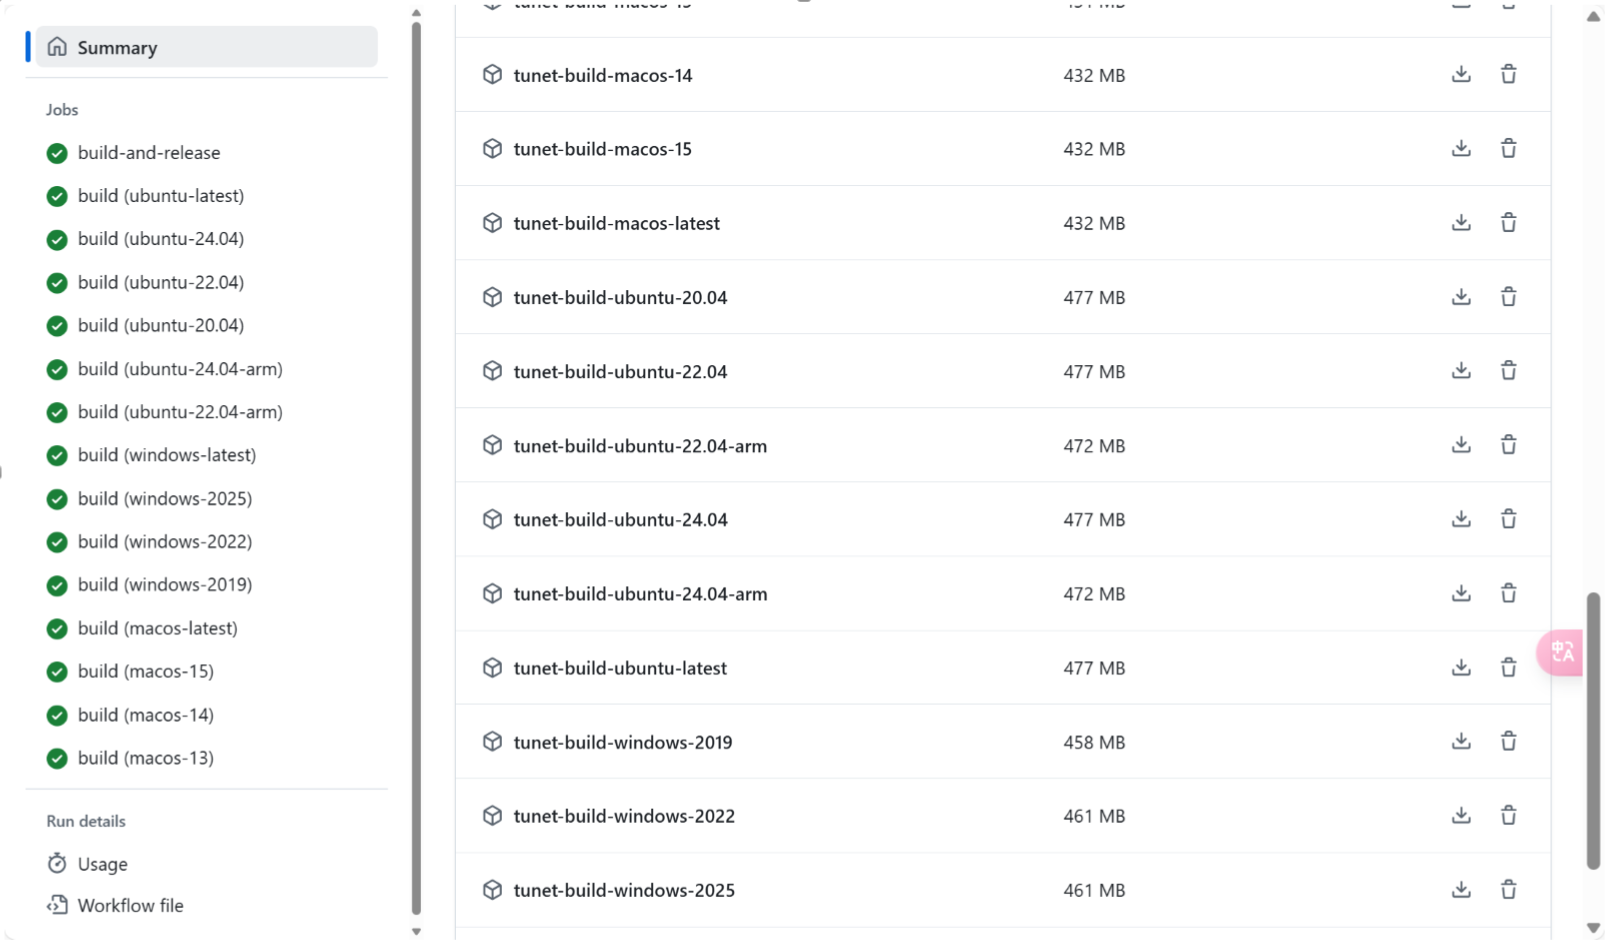 Summary
Jobs
build-and-release
build (ubuntu-latest)
build (ubuntu-24.04)
build (ubuntu-22.04)
build (ubuntu-20.04)
build (ubuntu-24.04-arm)
build (ubuntu-22.04-arm)
build (windows-latest)
build (windows-2025)
build (windows-2022)
build (windows-2019)
build (macos-latest)
build (macos-15)
build (macos-14)
build (macos-13)
Run details
Usage
Workflow file
tunet-build-macos-14 432 MB
tunet-build-macos-15 432 MB
tunet-build-macos-latest 432 MB
tunet-build-ubuntu-20.04 477 MB
tunet-build-ubuntu-22.04 477 MB
tunet-build-ubuntu-22.04-arm 472 MB
tunet-build-ubuntu-24.04 477 MB
tunet-build-ubuntu-24.04-arm 472 MB
tunet-build-ubuntu-latest 477 MB
tunet-build-windows-2019 458 MB
tunet-build-windows-2022 461 MB
tunet-build-windows-2025 461 MB
中A